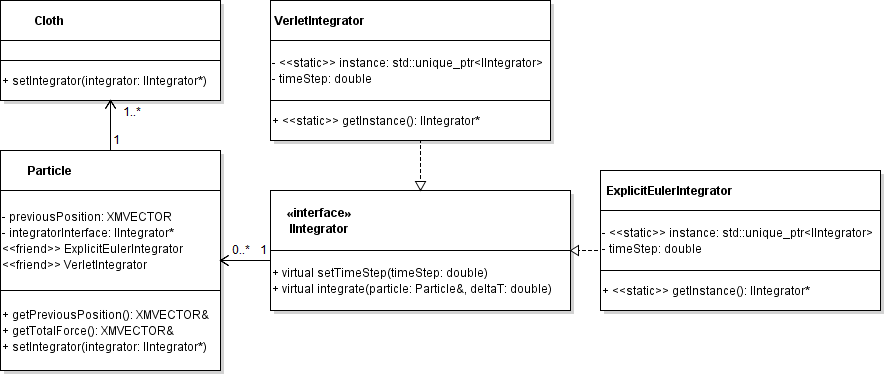 Cloth
+ setIntegrator(integrator: IIntegrator*)
1..*
1
Particle
- previousPosition: XMVECTOR
- integratorInterface: IIntegrator*
<<friend>> ExplicitEulerIntegrator
<<friend>> VerletIntegrator
+ getPreviousPosition(): XMVECTOR&
+ getTotalForce(): XMVECTOR&
+ setIntegrator(integrator: IIntegrator*)
VerletIntegrator
- <<static>> instance: std::unique_ptr<IIntegrator>
- timeStep: double
+ <<static>> getInstance(): IIntegrator*
0..*
1
«interface»
IIntegrator
+ virtual setTimeStep(timeStep: double)
+ virtual integrate(particle: Particle&, deltaT: double)
ExplicitEulerIntegrator
- <<static>> instance: std::unique_ptr<IIntegrator>
- timeStep: double
+ <<static>> getInstance(): IIntegrator*